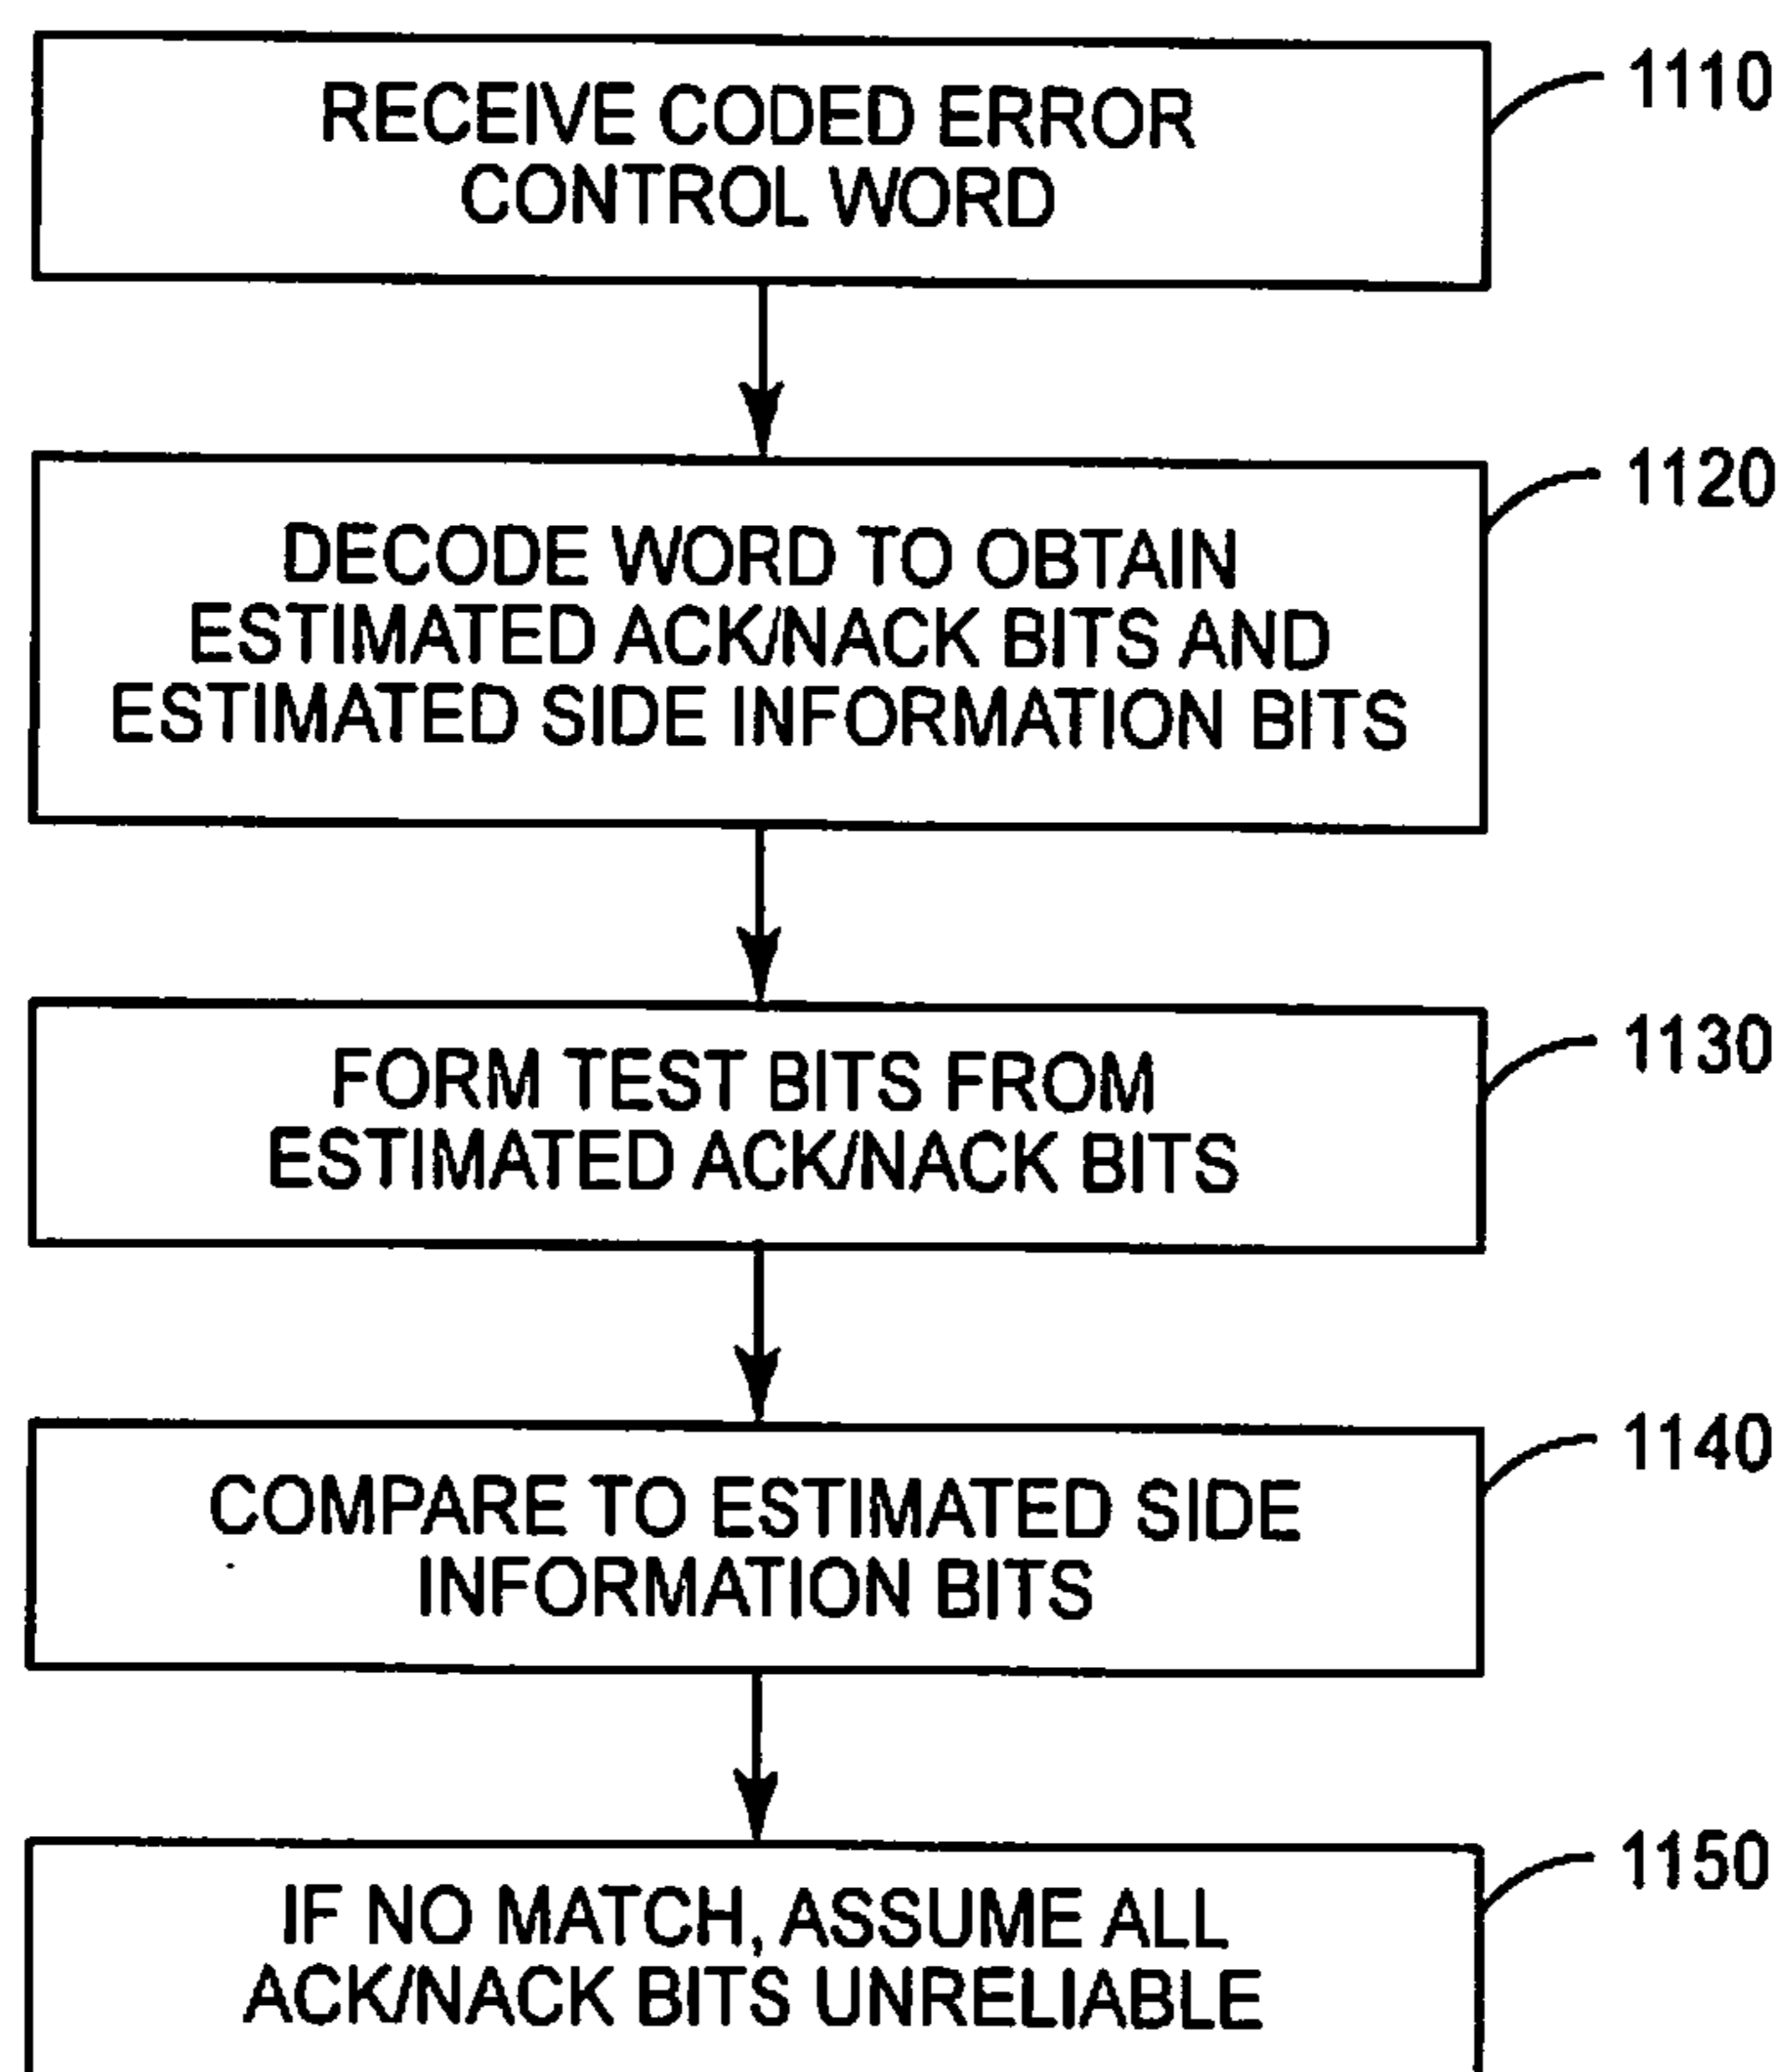 RECEIVE CODED ERROR
CONTROL WORD
1110
DECODE WORD TO OBTAIN
ESTIMATED ACK/NACK BITS AND
ESTIMATED SIDE INFORMATION BITS
1120
FORM TEST BITS FROM
ESTIMATED ACK/NACK BITS
1130
COMPARE TO ESTIMATED SIDE
INFORMATION BITS
1140
IF NO MATCH, ASSUME ALL
ACK/NACK BITS UNRELIABLE
1150